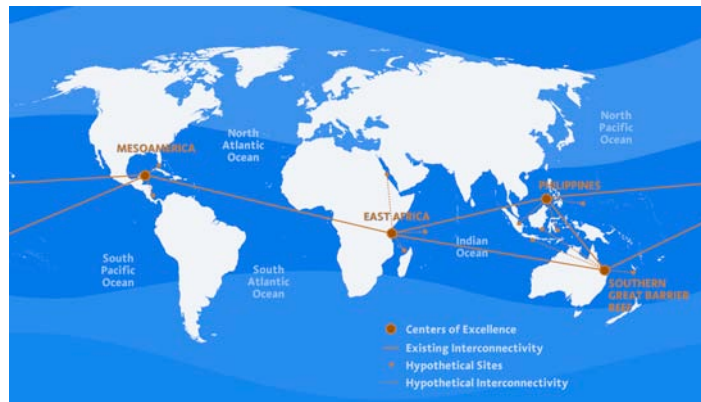 North
Pacific
Ocean
North
Atlantic
Ocean
MESOAMERICA
PHILIPPINES
EAST AFRICA
Indian
Ocean
South
Pacific
Ocean
South
Atlantic
Ocean
SOUTHERN
GREAT BARRIER
REEF
Centers of Excellence
Existing Interconnectivity
Hypothetical Sites
Hypothetical Interconnectivity